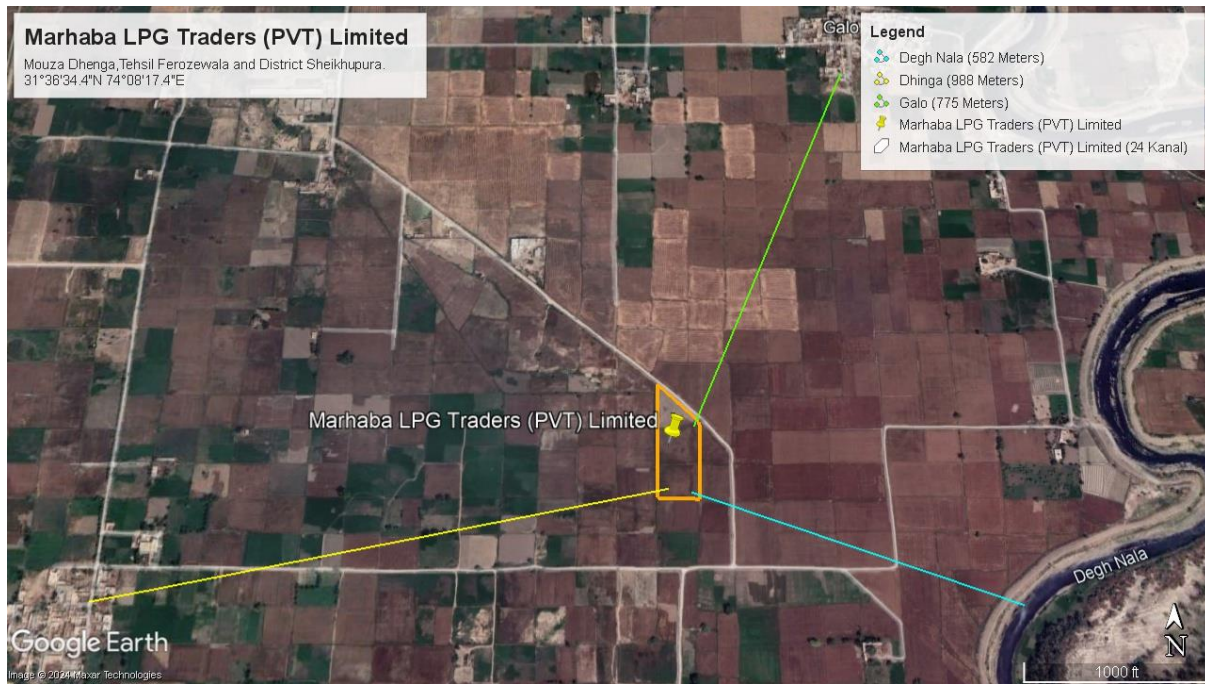 Marhaba LPG Traders (PVT) Limited
Mouza Dhenga,Tehsil Ferozewala and District Sheikhupura.
31°36'34.4"N 74°08'17.4"E
Galo
Legend
Degh Nala (582 Meters)
Dhinga (988 Meters)
Galo (775 Meters)
Marhaba LPG Traders (PVT) Limited
Marhaba LPG Traders (PVT) Limited (24 Kanal)
Marhaba LPG Traders (PVT) Limited
Degh Nala
Google Earth
Image © 2024 Maxar Technologies
N
1000 ft